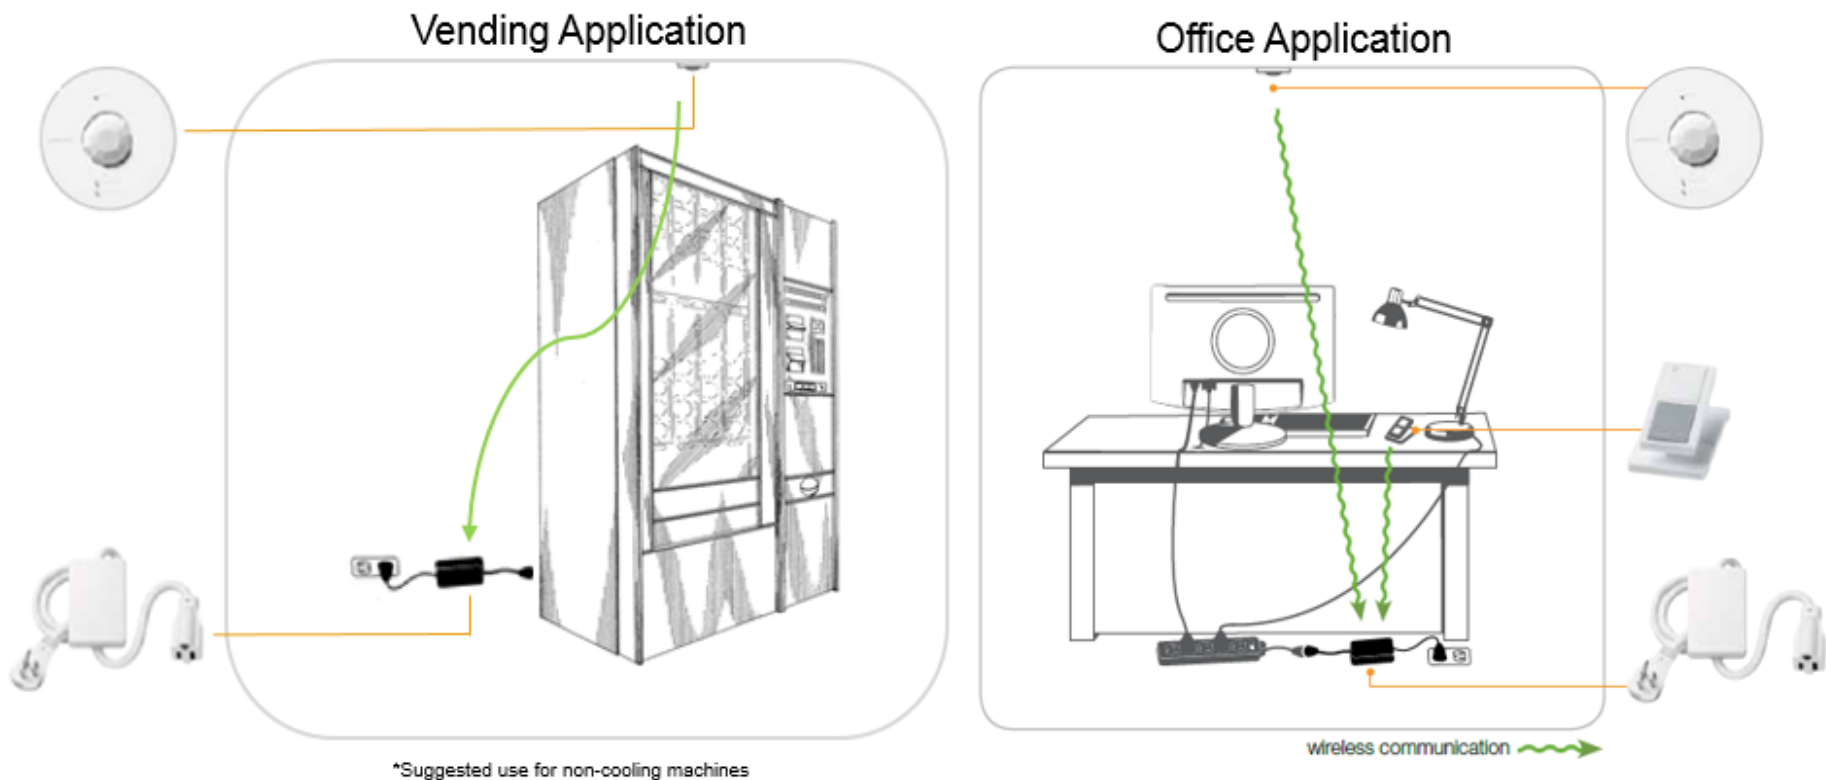 Vending Application
Office Application
wireless communication
*Suggested use for non-cooling machines